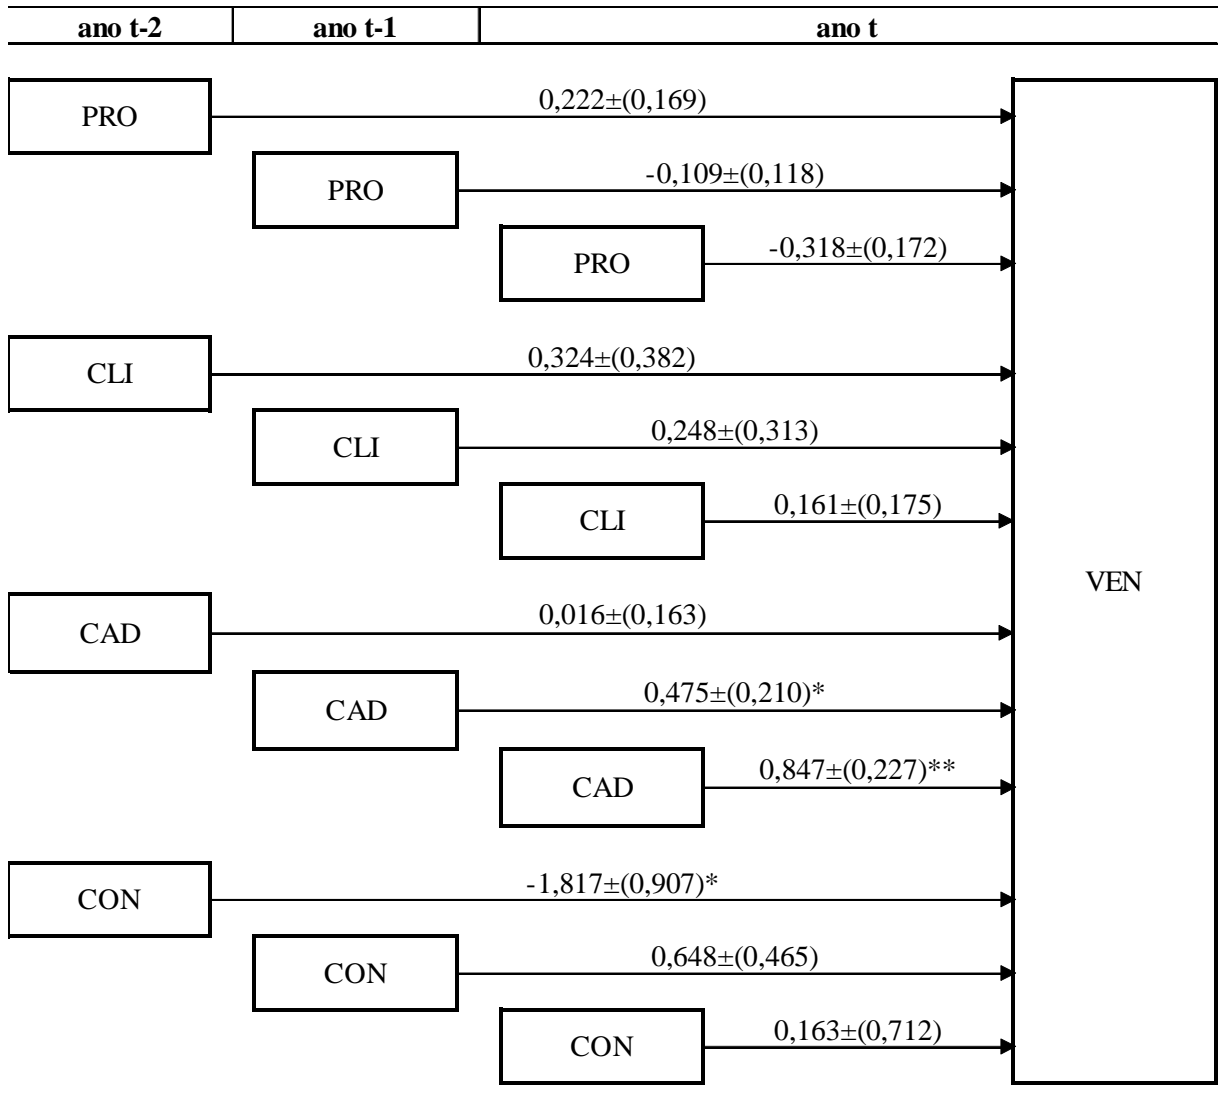 ano t-2 ano t-1 ano t
PRO 0,222±(0,169)
PRO -0,109±(0,118)
PRO -0,318±(0,172)
CLI 0,324±(0,382)
CLI 0,248±(0,313)
CLI 0,161±(0,175)
VEN
CAD 0,016±(0,163)
CAD 0,475±(0,210)*
CAD 0,847±(0,227)**
CON -1,817±(0,907)*
CON 0,648±(0,465)
CON 0,163±(0,712)